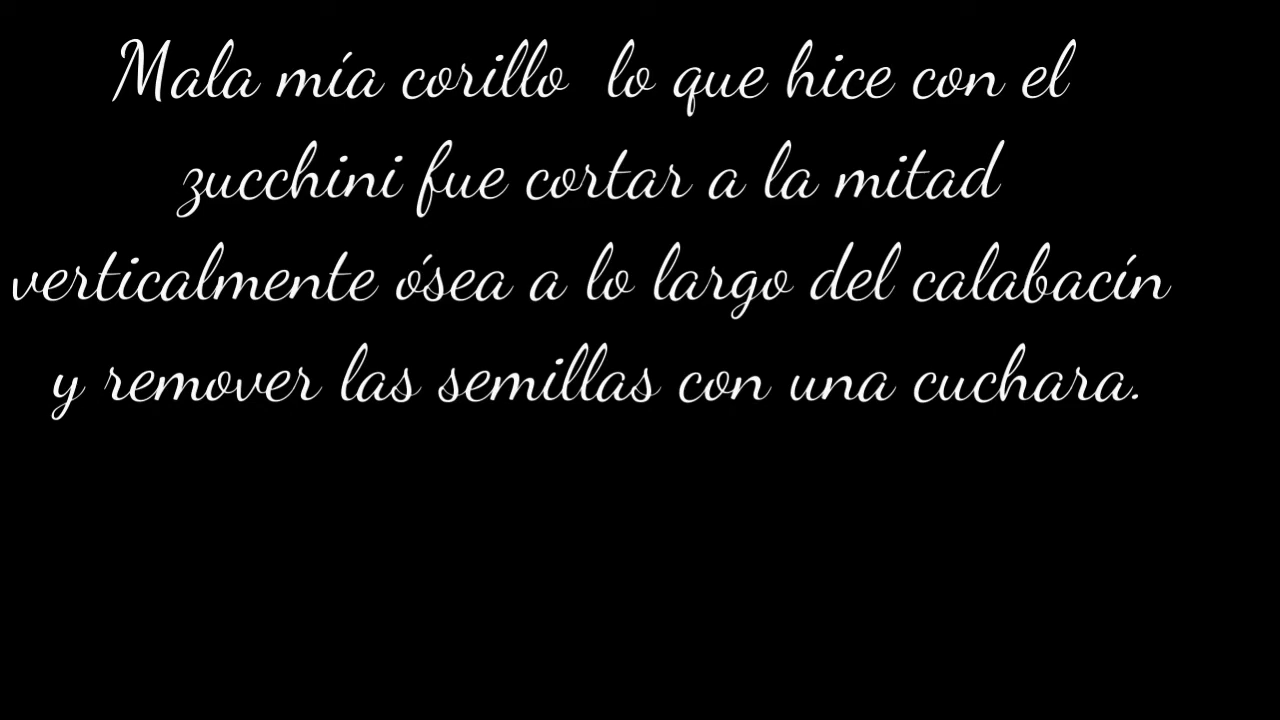 Mala mía corillo  lo que hice con el
zucchini fue cortar a la mitad
verticalmente ósea a lo largo del calabacín
y remover las semillas con una cuchara.